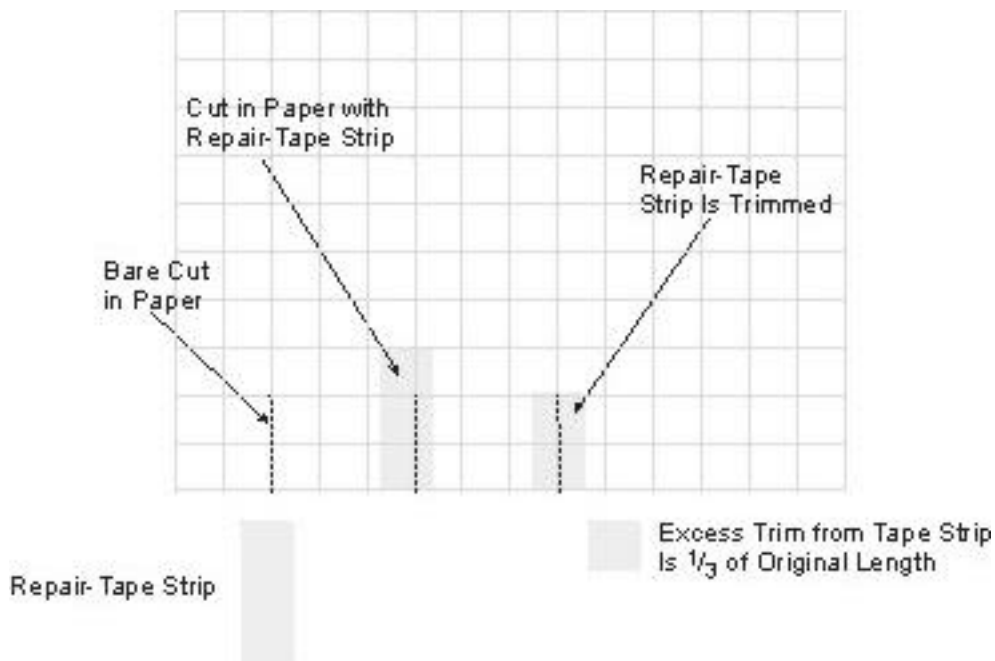 Cut in Paper with
Repair-Tape Strip
Repair-Tape
Strip Is Trimmed
Bare Cut
in Paper
Excess Trim from Tape Strip
Is 1/3 of Original Length
Repair-Tape Strip